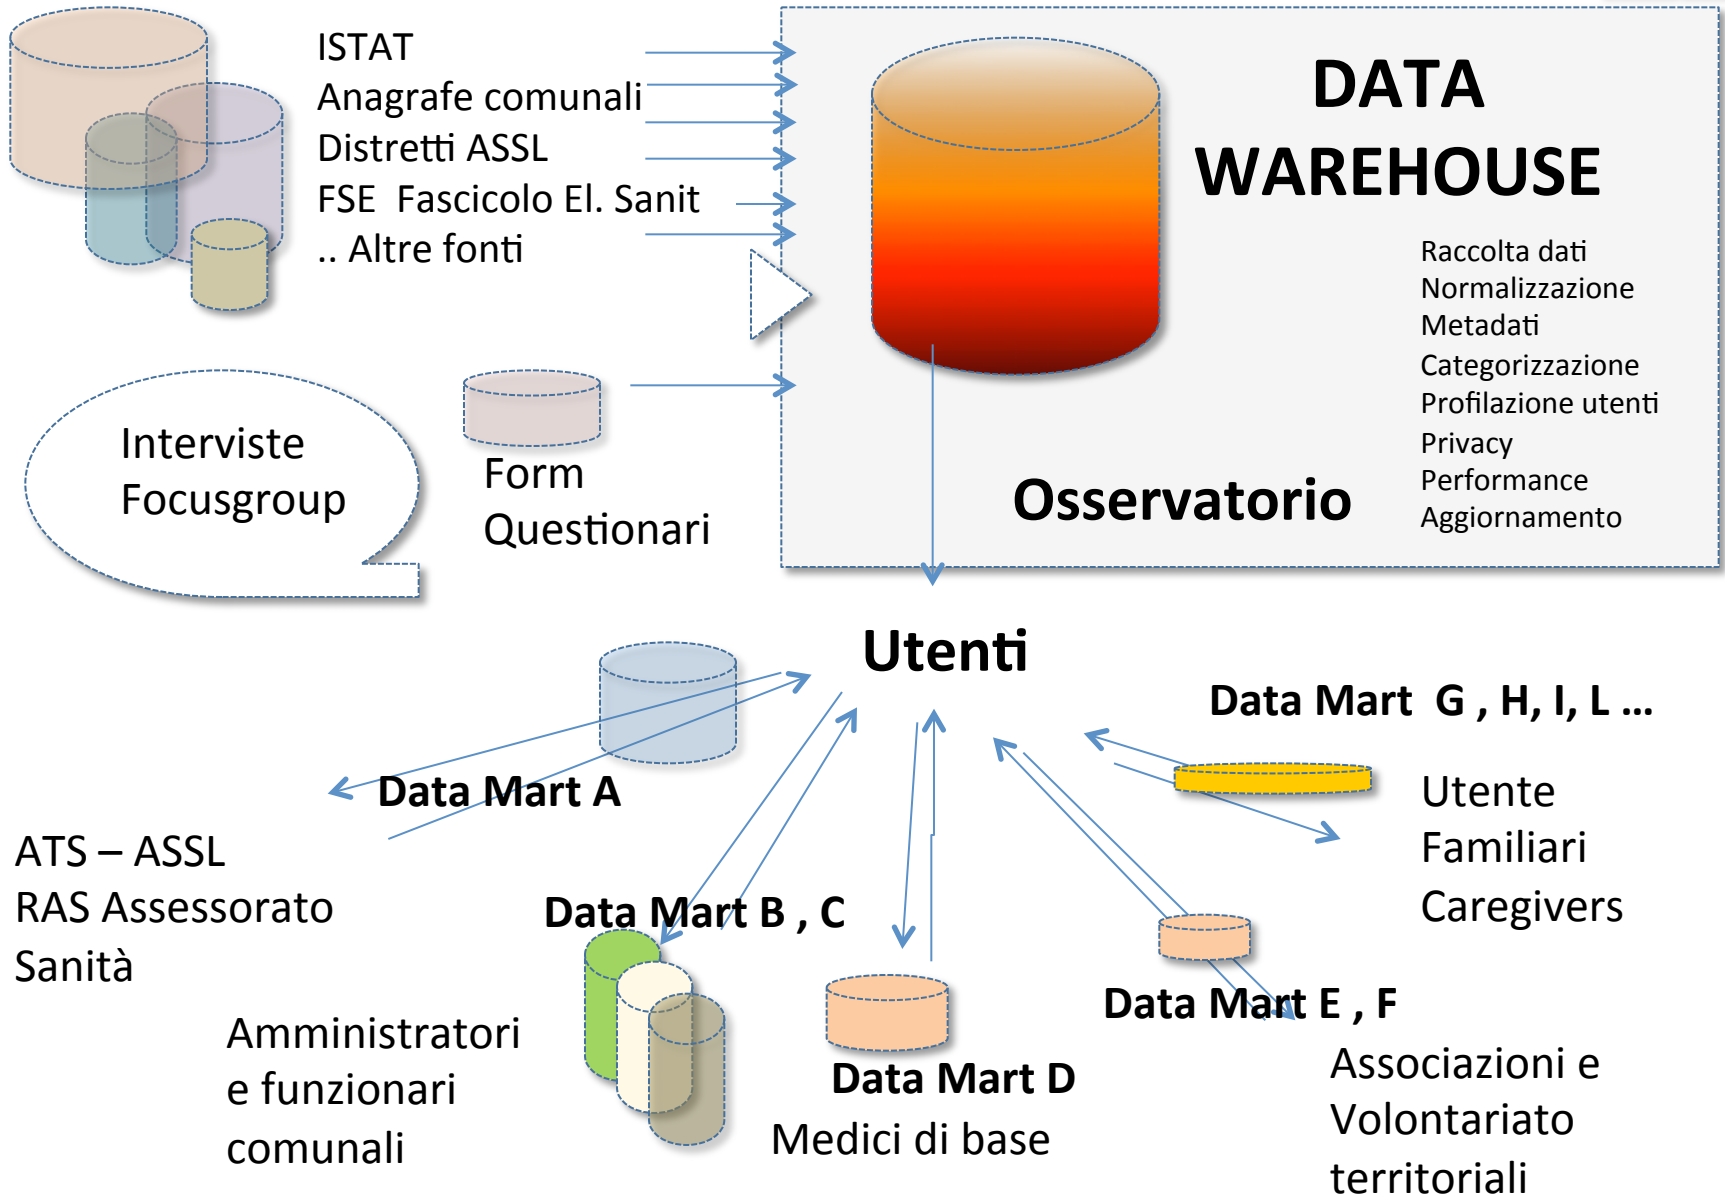 ISTAT
Anagrafe comunali
Distretti ASSL
FSE  Fascicolo El. Sanit
.. Altre fonti
DATA
WAREHOUSE
Raccolta dati
Normalizzazione
Metadati
Categorizzazione
Profilazione utenti
Privacy
Performance
Aggiornamento
Osservatorio
Interviste
Focusgroup
Form
Questionari
Utenti
Data Mart A
ATS – ASSL
RAS Assessorato
Sanità
Data Mart B , C
Amministratori
e funzionari
comunali
Data Mart D
Medici di base
Data Mart E , F
Associazioni e
Volontariato
territoriali
Data Mart  G , H, I, L ...
Utente
Familiari
Caregivers